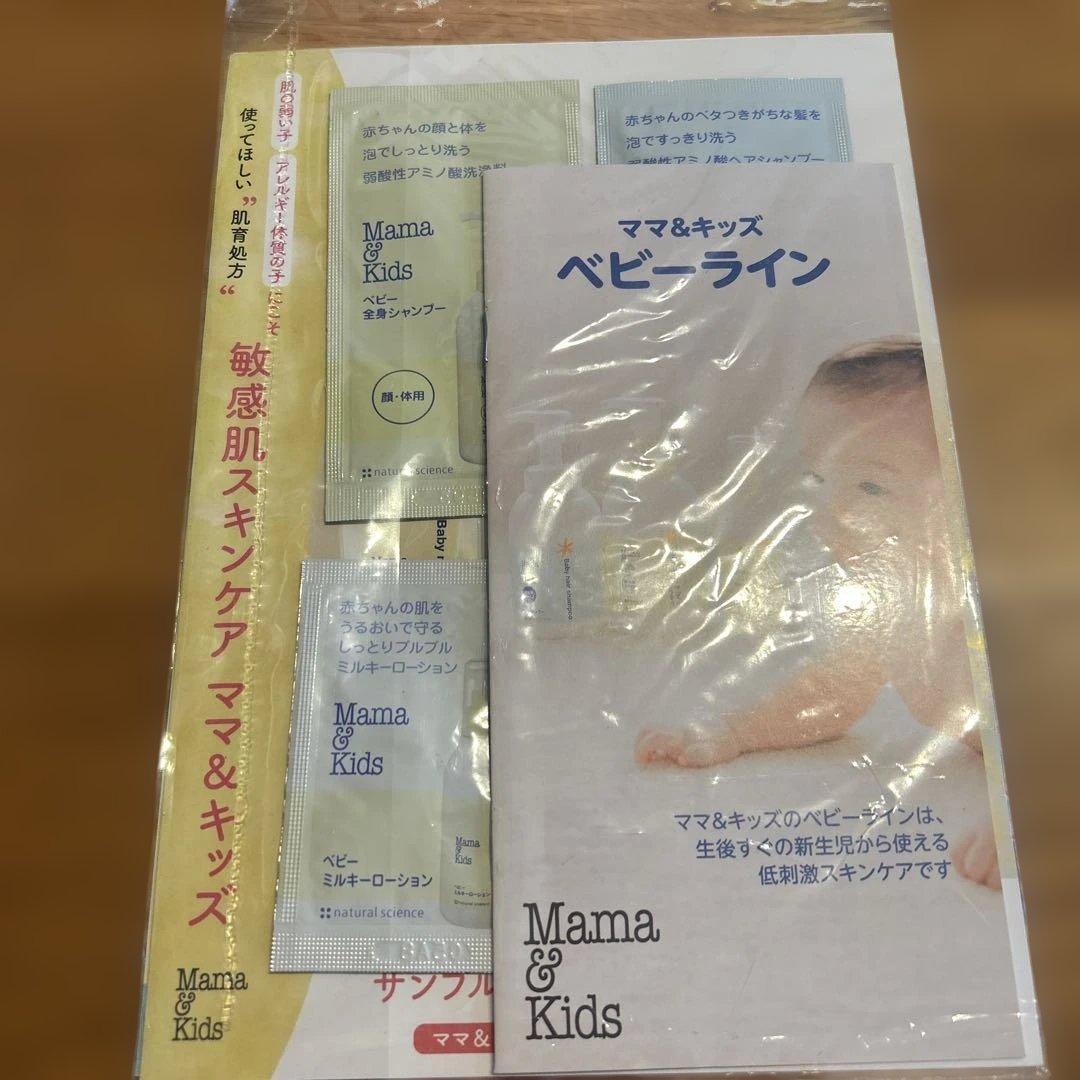 肌の弱い子 アレルギー体質の子にこそ
使ってほしい”肌育処方“
敏感肌スキンケア ママ&キッズ
Mama
&
Kids
赤ちゃんの顔と体を
泡でしっとり洗う
弱酸性アミノ酸洗浄料
Mama
&
Kids
ベビー
全身シャンプー
顔・体用
natural science
赤ちゃんのベタつきがちな髪を
泡ですっきり洗う
弱酸性アミノ酸ヘアシャンプー
Baby
赤ちゃんの肌を
うるおいで守る
しっとりプルプル
ミルキーローション
Mama
&
Kids
ベビー
ミルキーローション
natural science
Mama
&
Kids
サンプル
ママ&
ママ&キッズ
ベビーライン
Baby hair shampoo
ママ&キッズのベビーラインは、
生後すぐの新生児から使える
低刺激スキンケアです
Mama
&
Kids